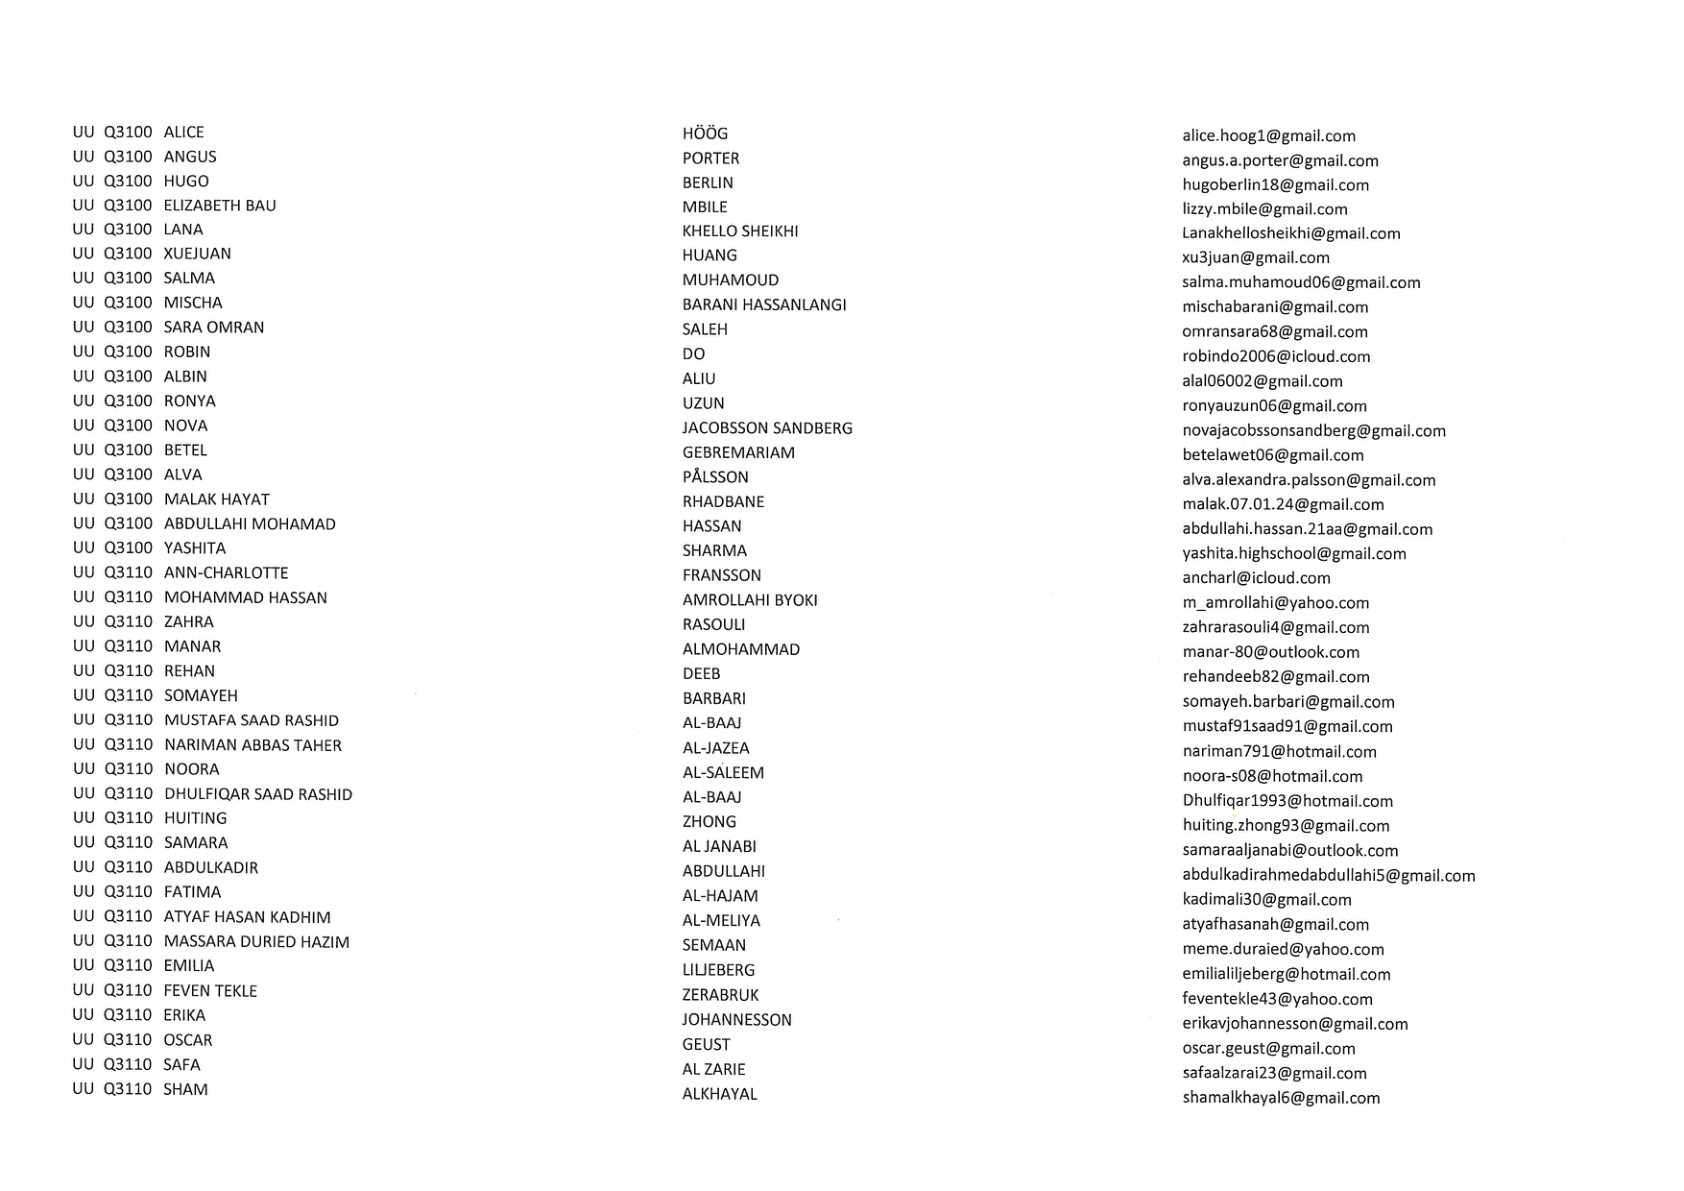 UU Q3100 ALICE HÖÖG alice.hoog1@gmail.com
UU Q3100 ANGUS PORTER angus.a.porter@gmail.com
UU Q3100 HUGO BERLIN hugoberlin18@gmail.com
UU Q3100 ELIZABETH BAU MBILE lizzy.mbile@gmail.com
UU Q3100 LANA KHELLO SHEIKHI Lanakhellosheikhi@gmail.com
UU Q3100 XUEJUAN HUANG xu3juan@gmail.com
UU Q3100 SALMA MUHAMOUD salma.muhamoud06@gmail.com
UU Q3100 MISCHA BARANI HASSANLANGI mischabarani@gmail.com
UU Q3100 SARA OMRAN SALEH omransara68@gmail.com
UU Q3100 ROBIN DO robindo2006@icloud.com
UU Q3100 ALBIN ALIU alal06002@gmail.com
UU Q3100 RONYA UZUN ronyauzun06@gmail.com
UU Q3100 NOVA JACOBSSON SANDBERG novajacobssonsandberg@gmail.com
UU Q3100 BETEL GEBREMARIAM betelawet06@gmail.com
UU Q3100 ALVA PÅLSSON alva.alexandra.palsson@gmail.com
UU Q3100 MALAK HAYAT RHADBANE malak.07.01.24@gmail.com
UU Q3100 ABDULLAHI MOHAMAD HASSAN abdullahi.hassan.21aa@gmail.com
UU Q3100 YASHITA SHARMA yashita.highschool@gmail.com
UU Q3110 ANN-CHARLOTTE FRANSSON ancharl@icloud.com
UU Q3110 MOHAMMAD HASSAN AMROLLAHI BYOKI m_amrollahi@yahoo.com
UU Q3110 ZAHRA RASOULI zahrarasouli4@gmail.com
UU Q3110 MANAR ALMOHAMMAD manar-80@outlook.com
UU Q3110 REHAN DEEB rehandeeb82@gmail.com
UU Q3110 SOMAYEH BARBARI somayeh.barbari@gmail.com
UU Q3110 MUSTAFA SAAD RASHID AL-BAAJ mustaf91saad91@gmail.com
UU Q3110 NARIMAN ABBAS TAHER AL-JAZEA nariman791@hotmail.com
UU Q3110 NOORA AL-SALEEM noora-s08@hotmail.com
UU Q3110 DHULFIQAR SAAD RASHID AL-BAAJ Dhulfiqar1993@hotmail.com
UU Q3110 HUITING ZHONG huiting.zhong93@gmail.com
UU Q3110 SAMARA AL JANABI samaraaljanabi@outlook.com
UU Q3110 ABDULKADIR ABDULLAHI abdulkadirahmedabdullahi5@gmail.com
UU Q3110 FATIMA AL-HAJAM kadimali30@gmail.com
UU Q3110 ATYAF HASAN KADHIM AL-MELIYA atyafhasanah@gmail.com
UU Q3110 MASSARA DURIED HAZIM SEMAAN meme.duraied@yahoo.com
UU Q3110 EMILIA LILJEBERG emilialiljeberg@hotmail.com
UU Q3110 FEVEN TEKLE ZERABRUK feventekle43@yahoo.com
UU Q3110 ERIKA JOHANNESSON erikavjohannesson@gmail.com
UU Q3110 OSCAR GEUST oscar.geust@gmail.com
UU Q3110 SAFA AL ZARIE safaalzarai23@gmail.com
UU Q3110 SHAM ALKHAYAL shamalkhayal6@gmail.com